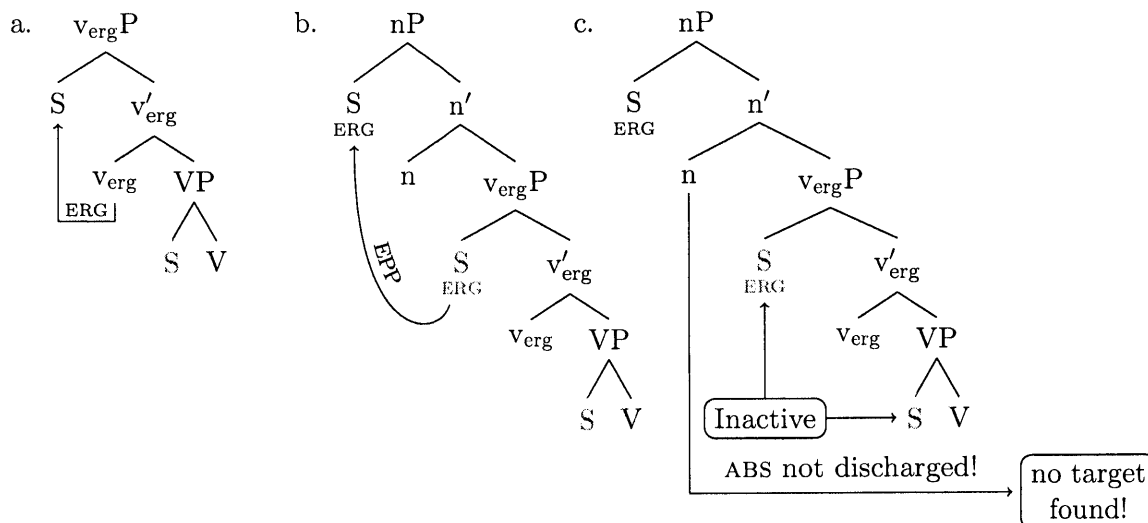 a. v_ergP b. nP c. nP
S v′_erg S n′ S n′
ERG ERG
v_erg VP n v_ergP n v_ergP
ERG
S V EPP S v′_erg S v′_erg
ERG ERG
v_erg VP v_erg VP
S V Inactive S V
ABS not discharged! no target
found!